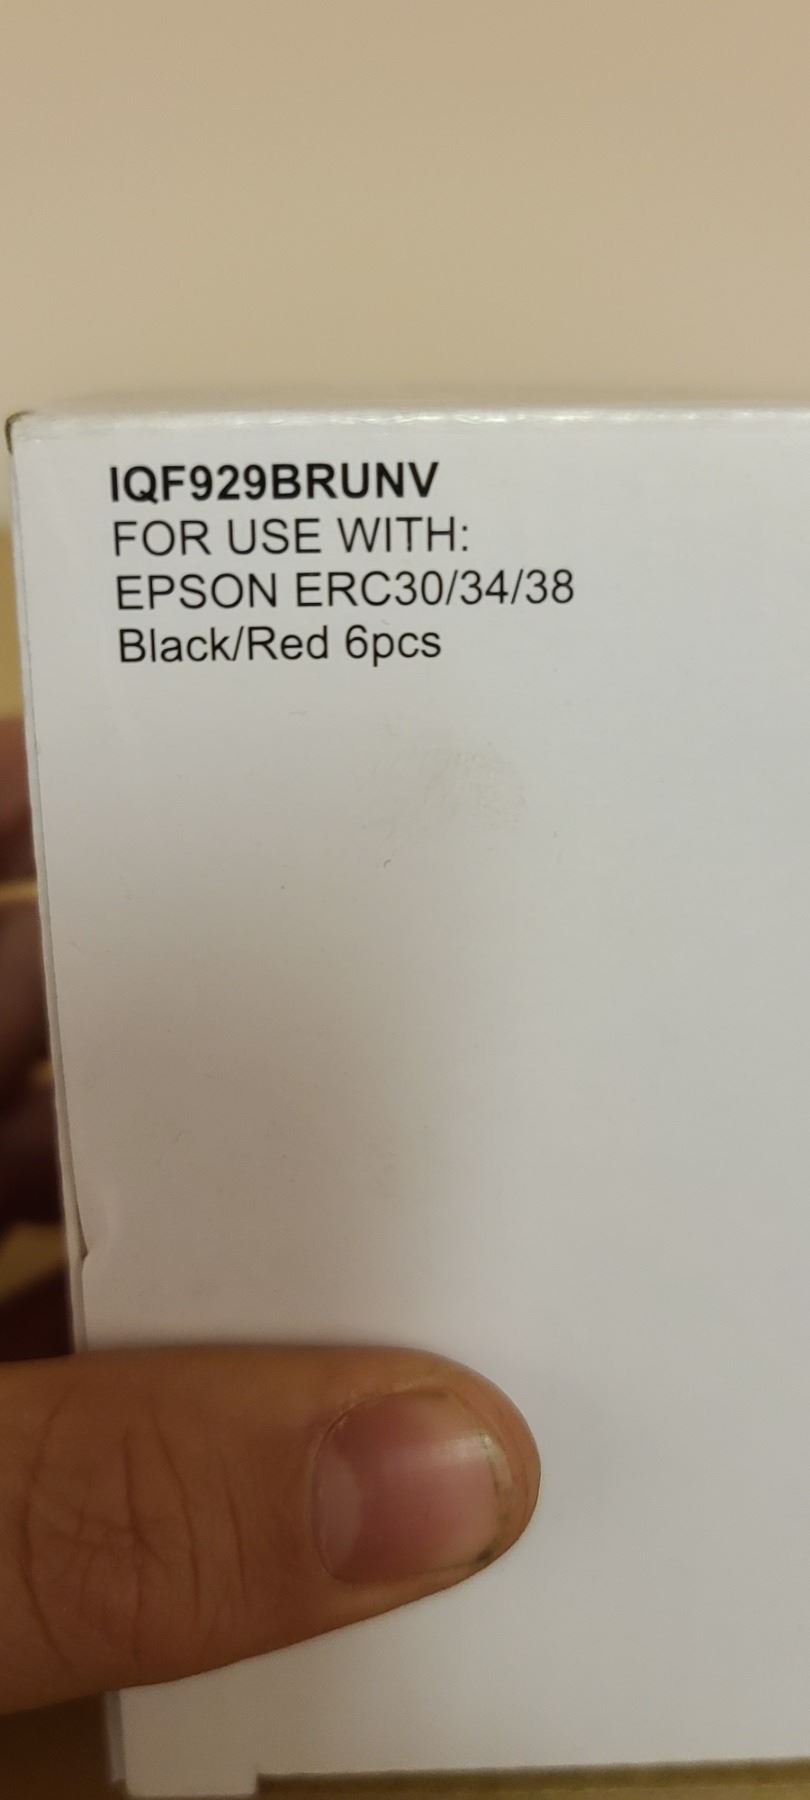 IQF929BRUNV
FOR USE WITH:
EPSON ERC30/34/38
Black/Red 6pcs